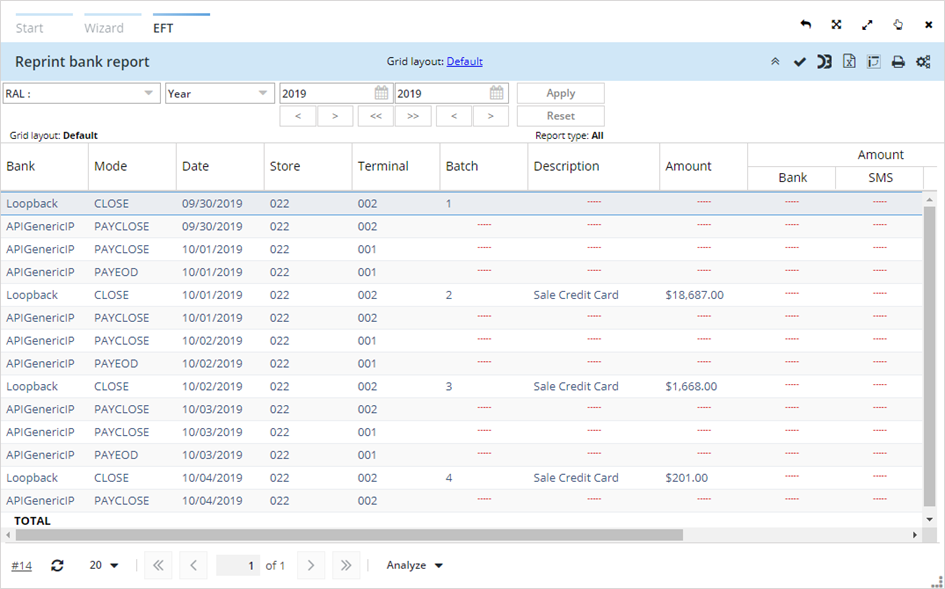 Start Wizard EFT
Reprint bank report Grid layout: Default
RAL : Year 2019 2019 Apply
< > << >> < > Reset
Grid layout: Default Report type: All
Bank Mode Date Store Terminal Batch Description Amount Amount
Bank SMS
Loopback CLOSE 09/30/2019 022 002 1 ----- ----- ----- -----
APIGenericIP PAYCLOSE 09/30/2019 022 002 ----- ----- ----- ----- -----
APIGenericIP PAYCLOSE 10/01/2019 022 001 ----- ----- ----- ----- -----
APIGenericIP PAYEOD 10/01/2019 022 001 ----- ----- ----- ----- -----
Loopback CLOSE 10/01/2019 022 002 2 Sale Credit Card $18,687.00 ----- -----
APIGenericIP PAYCLOSE 10/01/2019 022 002 ----- ----- ----- ----- -----
APIGenericIP PAYCLOSE 10/02/2019 022 001 ----- ----- ----- ----- -----
APIGenericIP PAYEOD 10/02/2019 022 001 ----- ----- ----- ----- -----
Loopback CLOSE 10/02/2019 022 002 3 Sale Credit Card $1,668.00 ----- -----
APIGenericIP PAYCLOSE 10/03/2019 022 002 ----- ----- ----- ----- -----
APIGenericIP PAYCLOSE 10/03/2019 022 001 ----- ----- ----- ----- -----
APIGenericIP PAYEOD 10/03/2019 022 001 ----- ----- ----- ----- -----
Loopback CLOSE 10/04/2019 022 002 4 Sale Credit Card $201.00 ----- -----
APIGenericIP PAYCLOSE 10/04/2019 022 002 ----- ----- ----- ----- -----
TOTAL
#14 20 1 of 1 Analyze